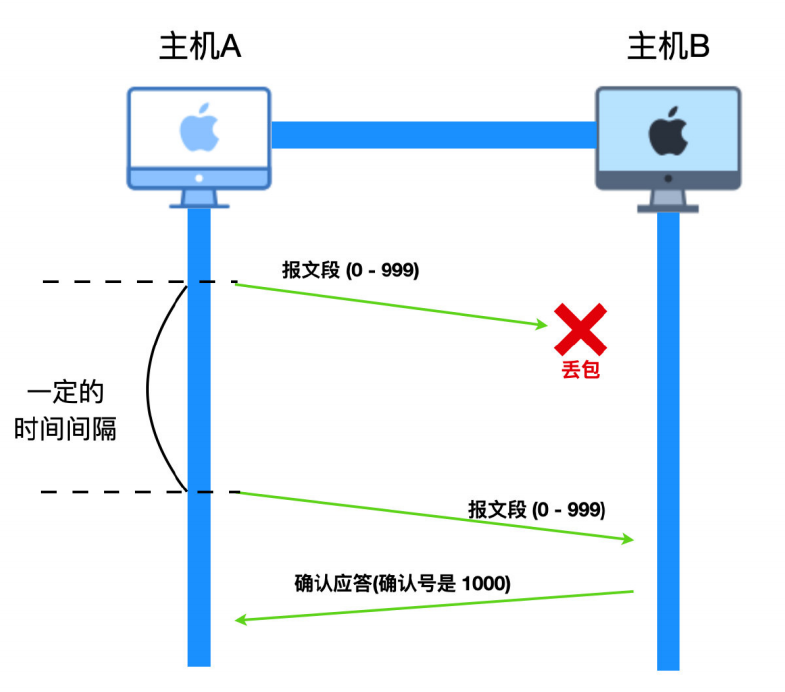 主机A
主机B
报文段 (0 - 999)
丢包
一定的
时间间隔
报文段 (0 - 999)
确认应答(确认号是 1000)